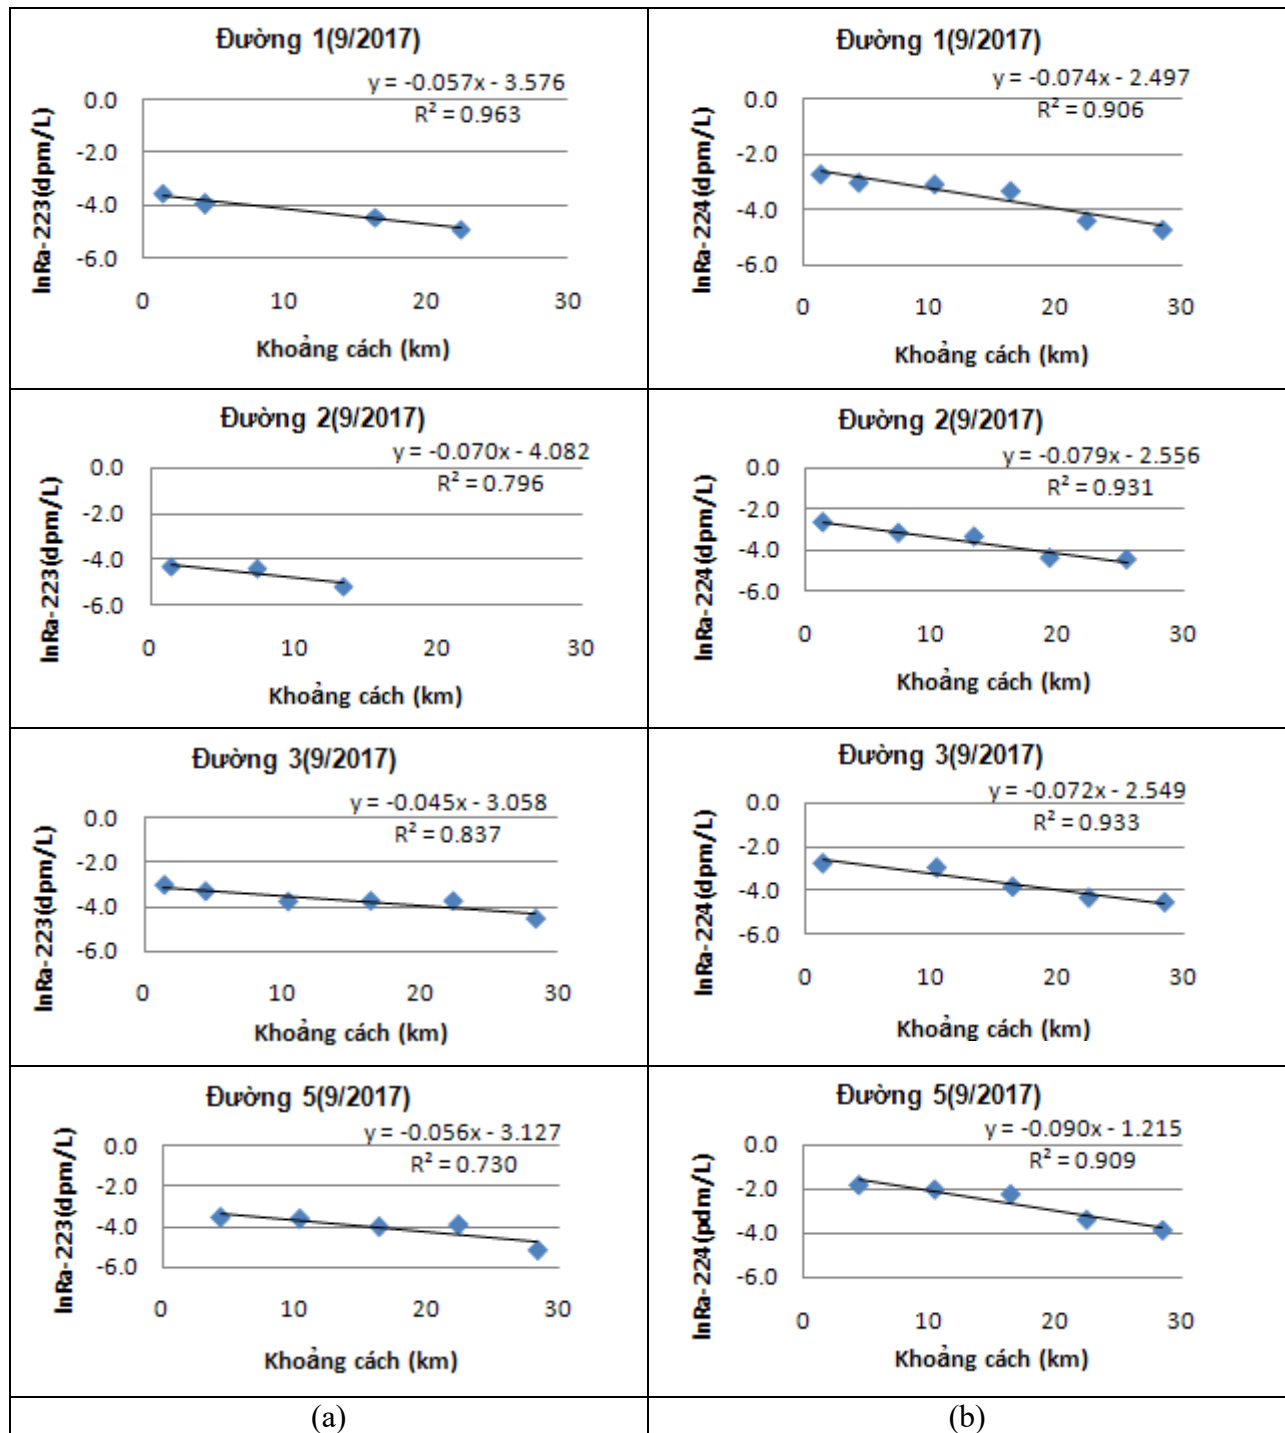 Đường 1(9/2017)
y = -0.057x - 3.576
R² = 0.963
0.0
-2.0
-4.0
-6.0
0 10 20 30
lnRa-223(dpm/L)
Khoảng cách (km)
Đường 1(9/2017)
y = -0.074x - 2.497
R² = 0.906
0.0
-2.0
-4.0
-6.0
0 10 20 30
lnRa-224(dpm/L)
Khoảng cách (km)
Đường 2(9/2017)
y = -0.070x - 4.082
R² = 0.796
0.0
-2.0
-4.0
-6.0
0 10 20 30
lnRa-223(dpm/L)
Khoảng cách (km)
Đường 2(9/2017)
y = -0.079x - 2.556
R² = 0.931
0.0
-2.0
-4.0
-6.0
0 10 20 30
lnRa-224(dpm/L)
Khoảng cách (km)
Đường 3(9/2017)
y = -0.045x - 3.058
R² = 0.837
0.0
-2.0
-4.0
-6.0
0 10 20 30
lnRa-223(dpm/L)
Khoảng cách (km)
Đường 3(9/2017)
y = -0.072x - 2.549
R² = 0.933
0.0
-2.0
-4.0
-6.0
0 10 20 30
lnRa-224(dpm/L)
Khoảng cách (km)
Đường 5(9/2017)
y = -0.056x - 3.127
R² = 0.730
0.0
-2.0
-4.0
-6.0
0 10 20 30
lnRa-223(dpm/L)
Khoảng cách (km)
Đường 5(9/2017)
y = -0.090x - 1.215
R² = 0.909
0.0
-2.0
-4.0
-6.0
0 10 20 30
lnRa-224(pdm/L)
Khoảng cách (km)
(a)
(b)